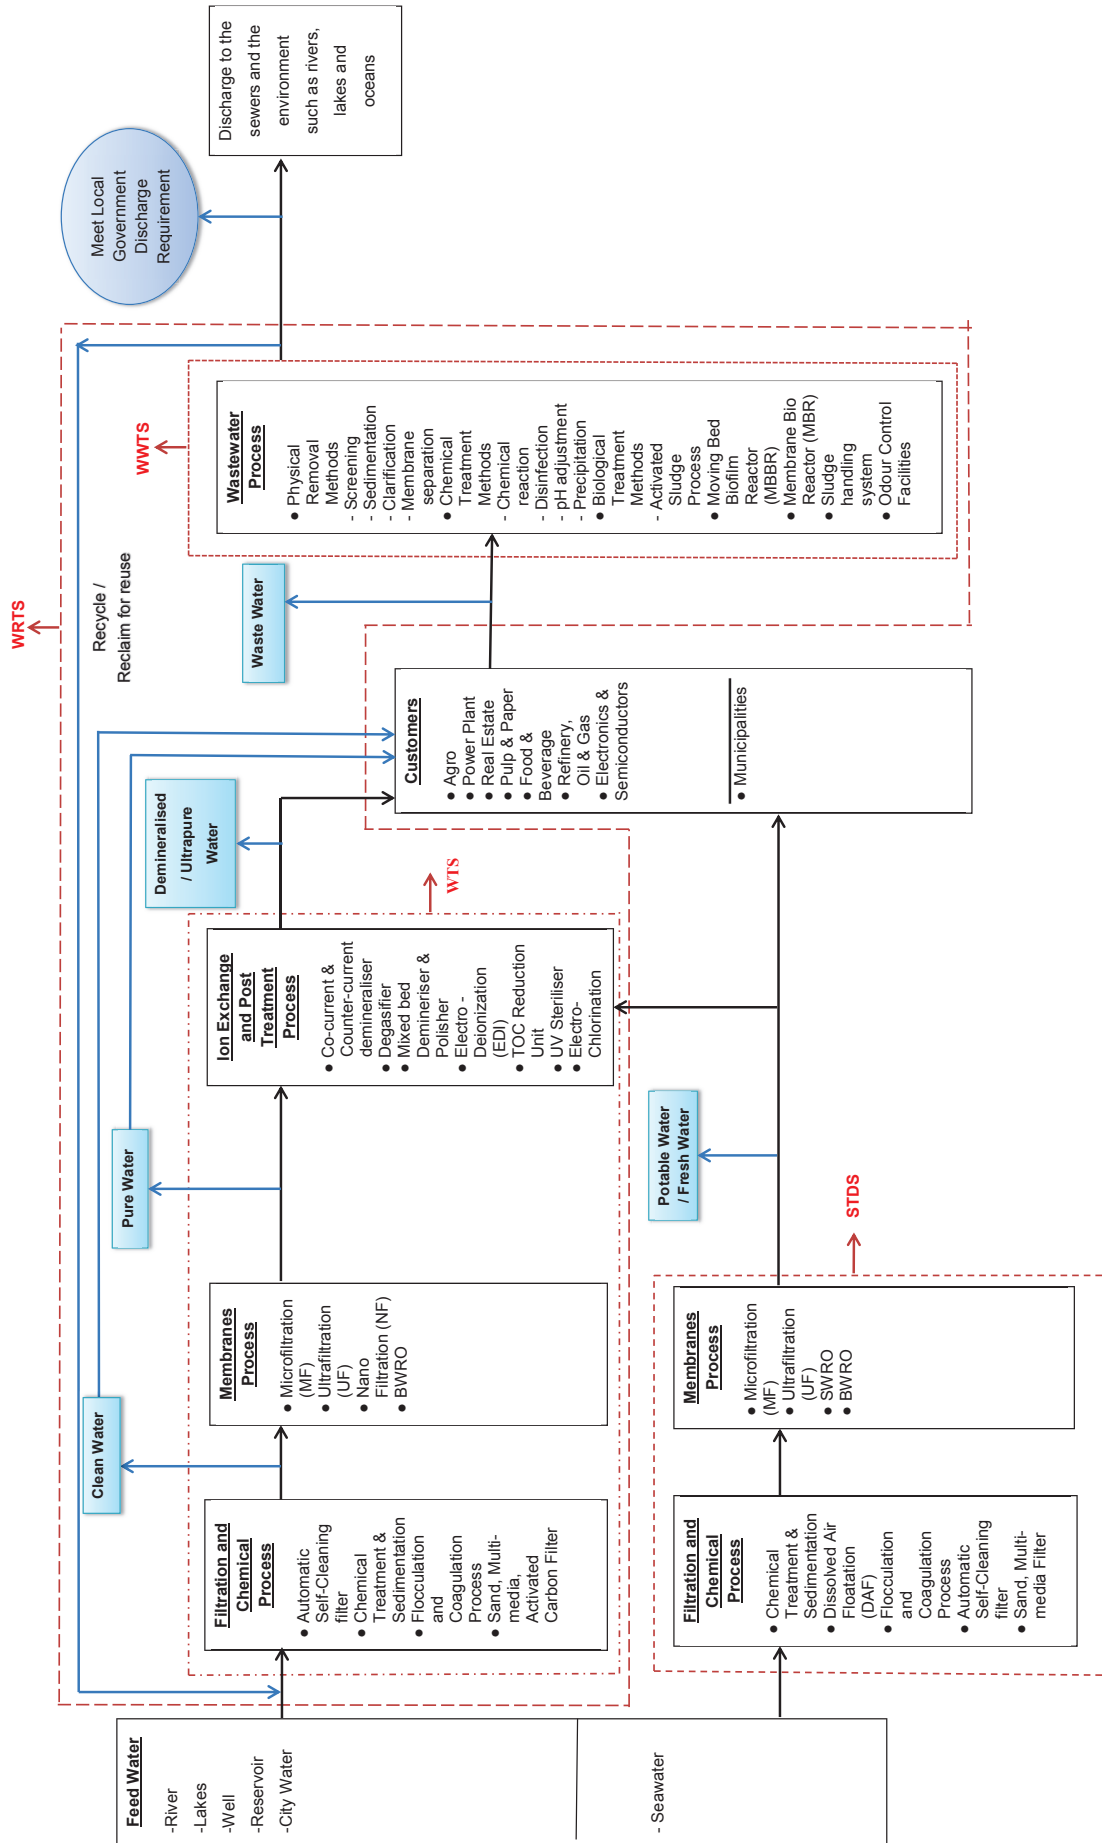 Feed Water
-River
-Lakes
-Well
-Reservoir
-City Water
- Seawater
Filtration and
Chemical
Process
● Automatic
Self-Cleaning
filter
● Chemical
Treatment &
Sedimentation
● Flocculation
and
Coagulation
Process
● Sand, Multi-
media,
Activated
Carbon Filter
Clean Water
Membranes
Process
● Microfiltration
(MF)
● Ultrafiltration
(UF)
● Nano
Filtration (NF)
● BWRO
Pure Water
Ion Exchange
and Post
Treatment
Process
● Co-current &
Counter-current
demineraliser
● Degasifier
● Mixed bed
Demineriser &
Polisher
● Electro -
Deionization
(EDI)
● TOC Reduction
Unit
● UV Steriliser
● Electro-
Chlorination
WTS
Demineralised
/ Ultrapure
Water
Filtration and
Chemical
Process
● Chemical
Treatment &
Sedimentation
● Dissolved Air
Floatation
(DAF)
● Flocculation
and
Coagulation
Process
● Automatic
Self-Cleaning
filter
● Sand, Multi-
media Filter
Membranes
Process
● Microfiltration
(MF)
● Ultrafiltration
(UF)
● SWRO
● BWRO
STDS
Potable Water
/ Fresh Water
Customers
● Agro
● Power Plant
● Real Estate
● Pulp & Paper
● Food &
Beverage
● Refinery,
Oil & Gas
● Electronics &
Semiconductors
● Municipalities
Waste Water
WRTS
Recycle /
Reclaim for reuse
WWTS
Wastewater
Process
● Physical
Removal
Methods
- Screening
- Sedimentation
- Clarification
- Membrane
separation
● Chemical
Treatment
Methods
- Chemical
reaction
- Disinfection
- pH adjustment
- Precipitation
● Biological
Treatment
Methods
- Activated
Sludge
Process
● Moving Bed
Biofilm
Reactor
(MBBR)
● Membrane Bio
Reactor (MBR)
● Sludge
handling
system
● Odour Control
Facilities
Meet Local
Government
Discharge
Requirement
Discharge to the
sewers and the
environment
such as rivers,
lakes and
oceans